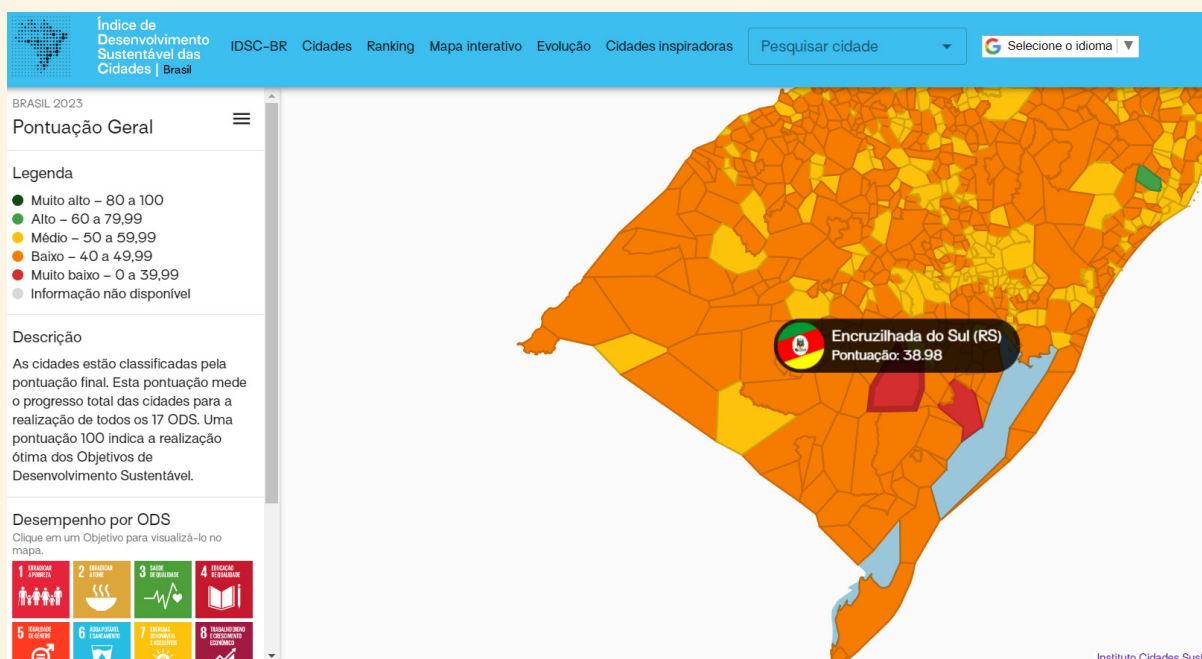 Índice de
Desenvolvimento
Sustentável das
Cidades | Brasil
IDSC-BR Cidades Ranking Mapa interativo Evolução Cidades inspiradoras Pesquisar cidade Selecione o idioma
BRASIL 2023
Pontuação Geral
Legenda
Muito alto – 80 a 100
Alto – 60 a 79,99
Médio – 50 a 59,99
Baixo – 40 a 49,99
Muito baixo – 0 a 39,99
Informação não disponível
Descrição
As cidades estão classificadas pela
pontuação final. Esta pontuação mede
o progresso total das cidades para a
realização de todos os 17 ODS. Uma
pontuação 100 indica a realização
ótima dos Objetivos de
Desenvolvimento Sustentável.
Desempenho por ODS
Clique em um Objetivo para visualizá-lo no
mapa.
1 ERRADICAR
A POBREZA
2 ERRADICAR
A FOME
3 SAÚDE
DE QUALIDADE
4 EDUCAÇÃO
DE QUALIDADE
5 IGUALDADE
DE GÊNERO
6 ÁGUA POTÁVEL
E SANEAMENTO
7 ENERGIAS
RENOVÁVEIS
E ACESSÍVEIS
8 TRABALHO DIGNO
E CRESCIMENTO
ECONÓMICO
Encruzilhada do Sul (RS)
Pontuação: 38.98
Instituto Cidades Sust